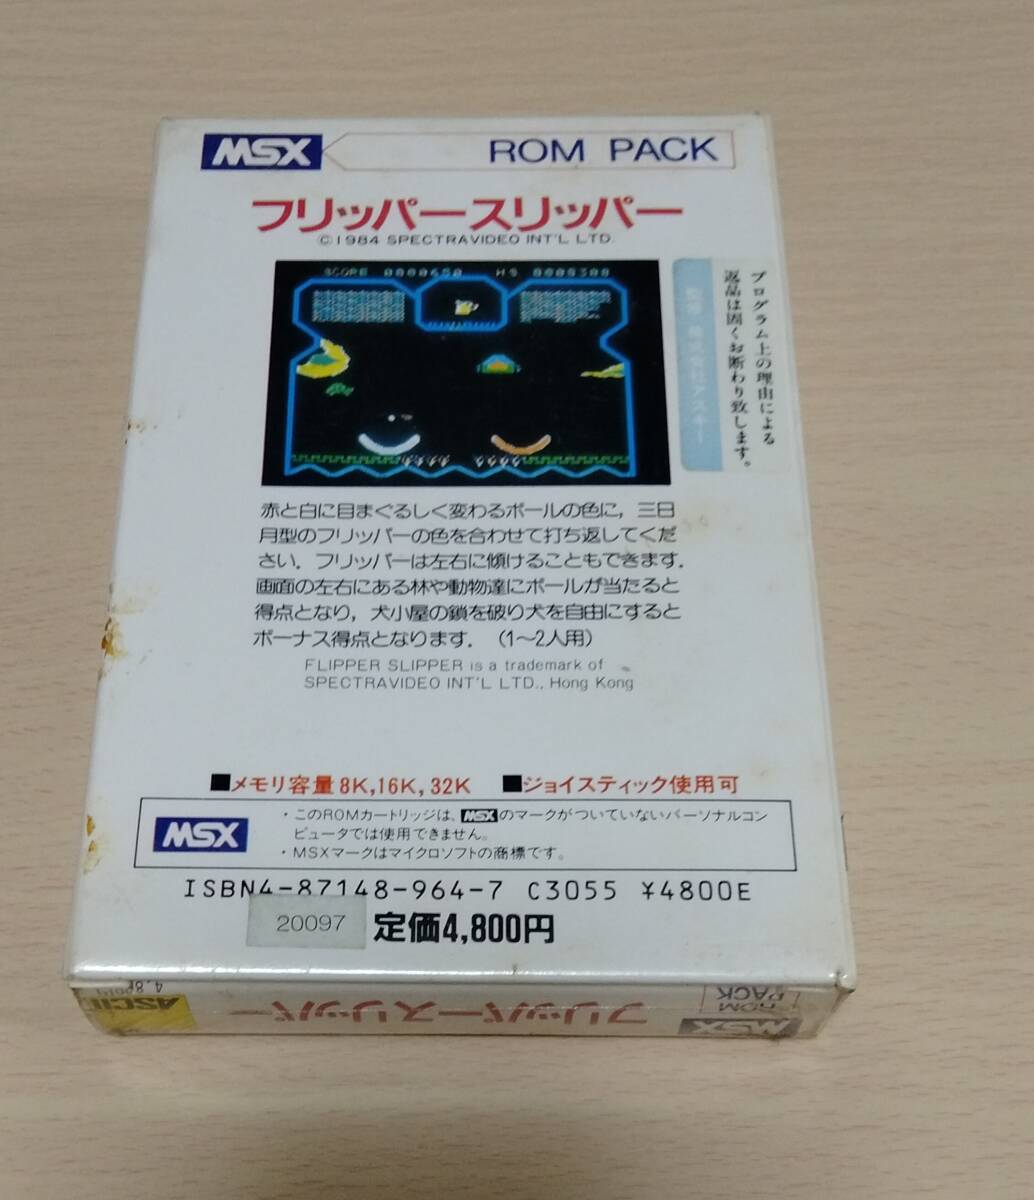 MSX ROM PACK
フリッパースリッパー
©1984 SPECTRAVIDEO INT'L LTD.
SCORE 0000650 HS 0008300
プログラム上の理由による
返品は固くお断わり致します。
赤と白に目まぐるしく変わるボールの色に，三日
月型のフリッパーの色を合わせて打ち返してくだ
さい．フリッパーは左右に傾けることもできます．
画面の左右にある林や動物達にボールが当たると
得点となり，犬小屋の鎖を破り犬を自由にすると
ボーナス得点となります．（1〜2人用）
FLIPPER SLIPPER is a trademark of
SPECTRAVIDEO INT'L LTD., Hong Kong
■メモリ容量8K,16K,32K ■ジョイスティック使用可
MSX
・このROMカートリッジは、MSXのマークがついていないパーソナルコン
ピュータでは使用できません。
・MSXマークはマイクロソフトの商標です。
ISBN4-87148-964-7 C3055 ¥4800E
20097 定価4,800円
MSX
ROM
PACK
フリッパースリッパー
ASCII